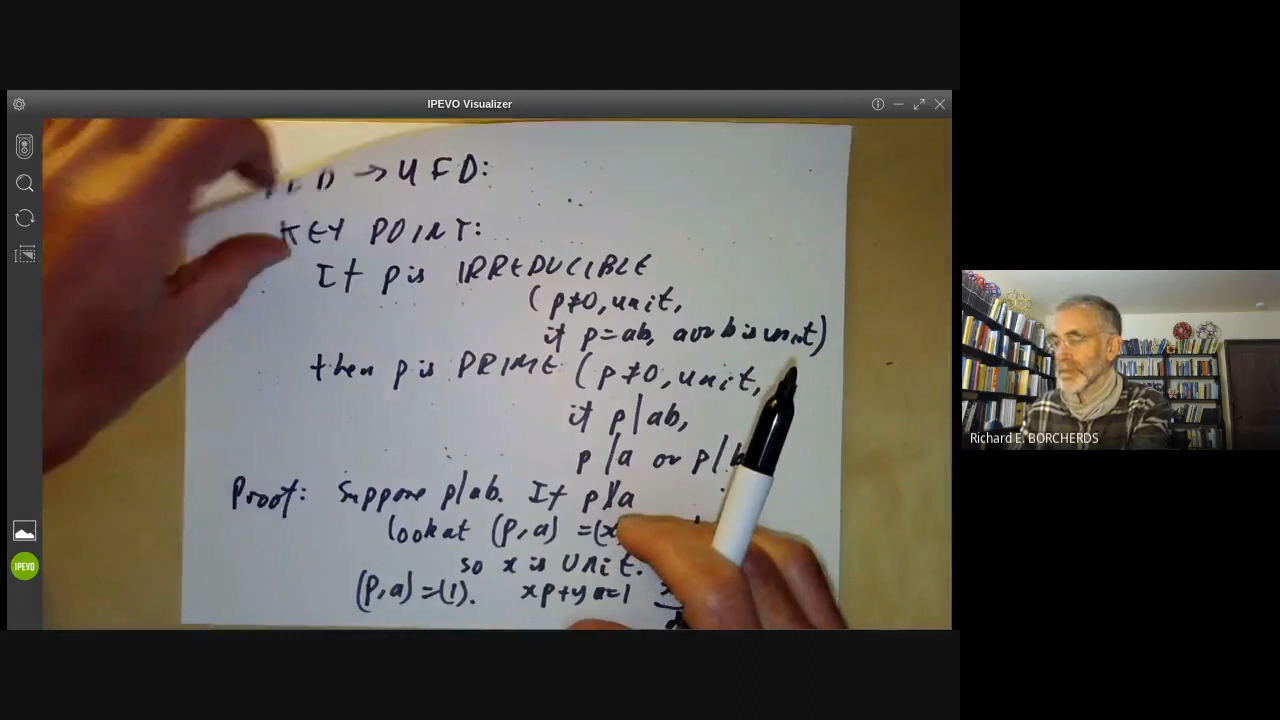 IPEVO Visualizer
→ UFD:
KEY POINT:
If p is IRREDUCIBLE
(p≠0, unit,
if p=ab, a or b is unit)
then p is PRIME (p≠0, unit,
if p|ab,
p|a or p|b
Proof: Suppose p|ab. If p∤a
look at (p,a) =(x
so x is unit.
(p,a)=(1). xp+ya=1
Richard E. BORCHERDS
IPEVO